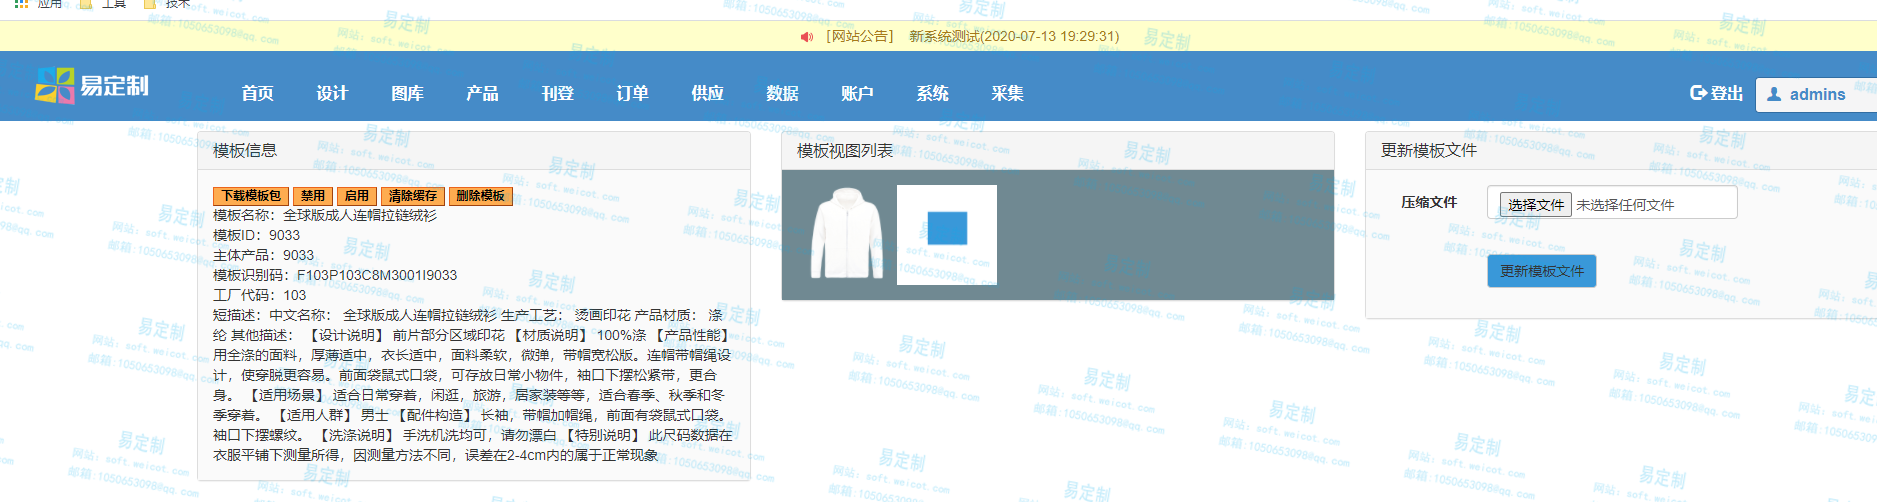 应用 工具 技术
[网站公告] 新系统测试(2020-07-13 19:29:31)
易定制 首页 设计 图库 产品 刊登 订单 供应 数据 账户 系统 采集 登出 admins
模板信息
下载模板包 禁用 启用 清除缓存 删除模板
模板名称：全球版成人连帽拉链绒衫
模板ID：9033
主体产品：9033
模板识别码：F103P103C8M3001I9033
工厂代码：103
短描述：中文名称： 全球版成人连帽拉链绒衫 生产工艺： 烫画印花 产品材质： 涤
纶 其他描述： 【设计说明】 前片部分区域印花 【材质说明】 100%涤 【产品性能】
用全涤的面料，厚薄适中，衣长适中，面料柔软，微弹，带帽宽松版。连帽带帽绳设
计，使穿脱更容易。前面袋鼠式口袋，可存放日常小物件，袖口下摆松紧带，更合
身。 【适用场景】 适合日常穿着，闲逛，旅游，居家装等等，适合春季、秋季和冬
季穿着。 【适用人群】 男士 【配件构造】 长袖，带帽加帽绳，前面有袋鼠式口袋。
袖口下摆螺纹。 【洗涤说明】 手洗机洗均可，请勿漂白 【特别说明】 此尺码数据在
衣服平铺下测量所得，因测量方法不同，误差在2-4cm内的属于正常现象
模板视图列表
更新模板文件
压缩文件 选择文件 未选择任何文件
更新模板文件
易定制
网站：soft.weicot.com
邮箱:1050653098@qq.com